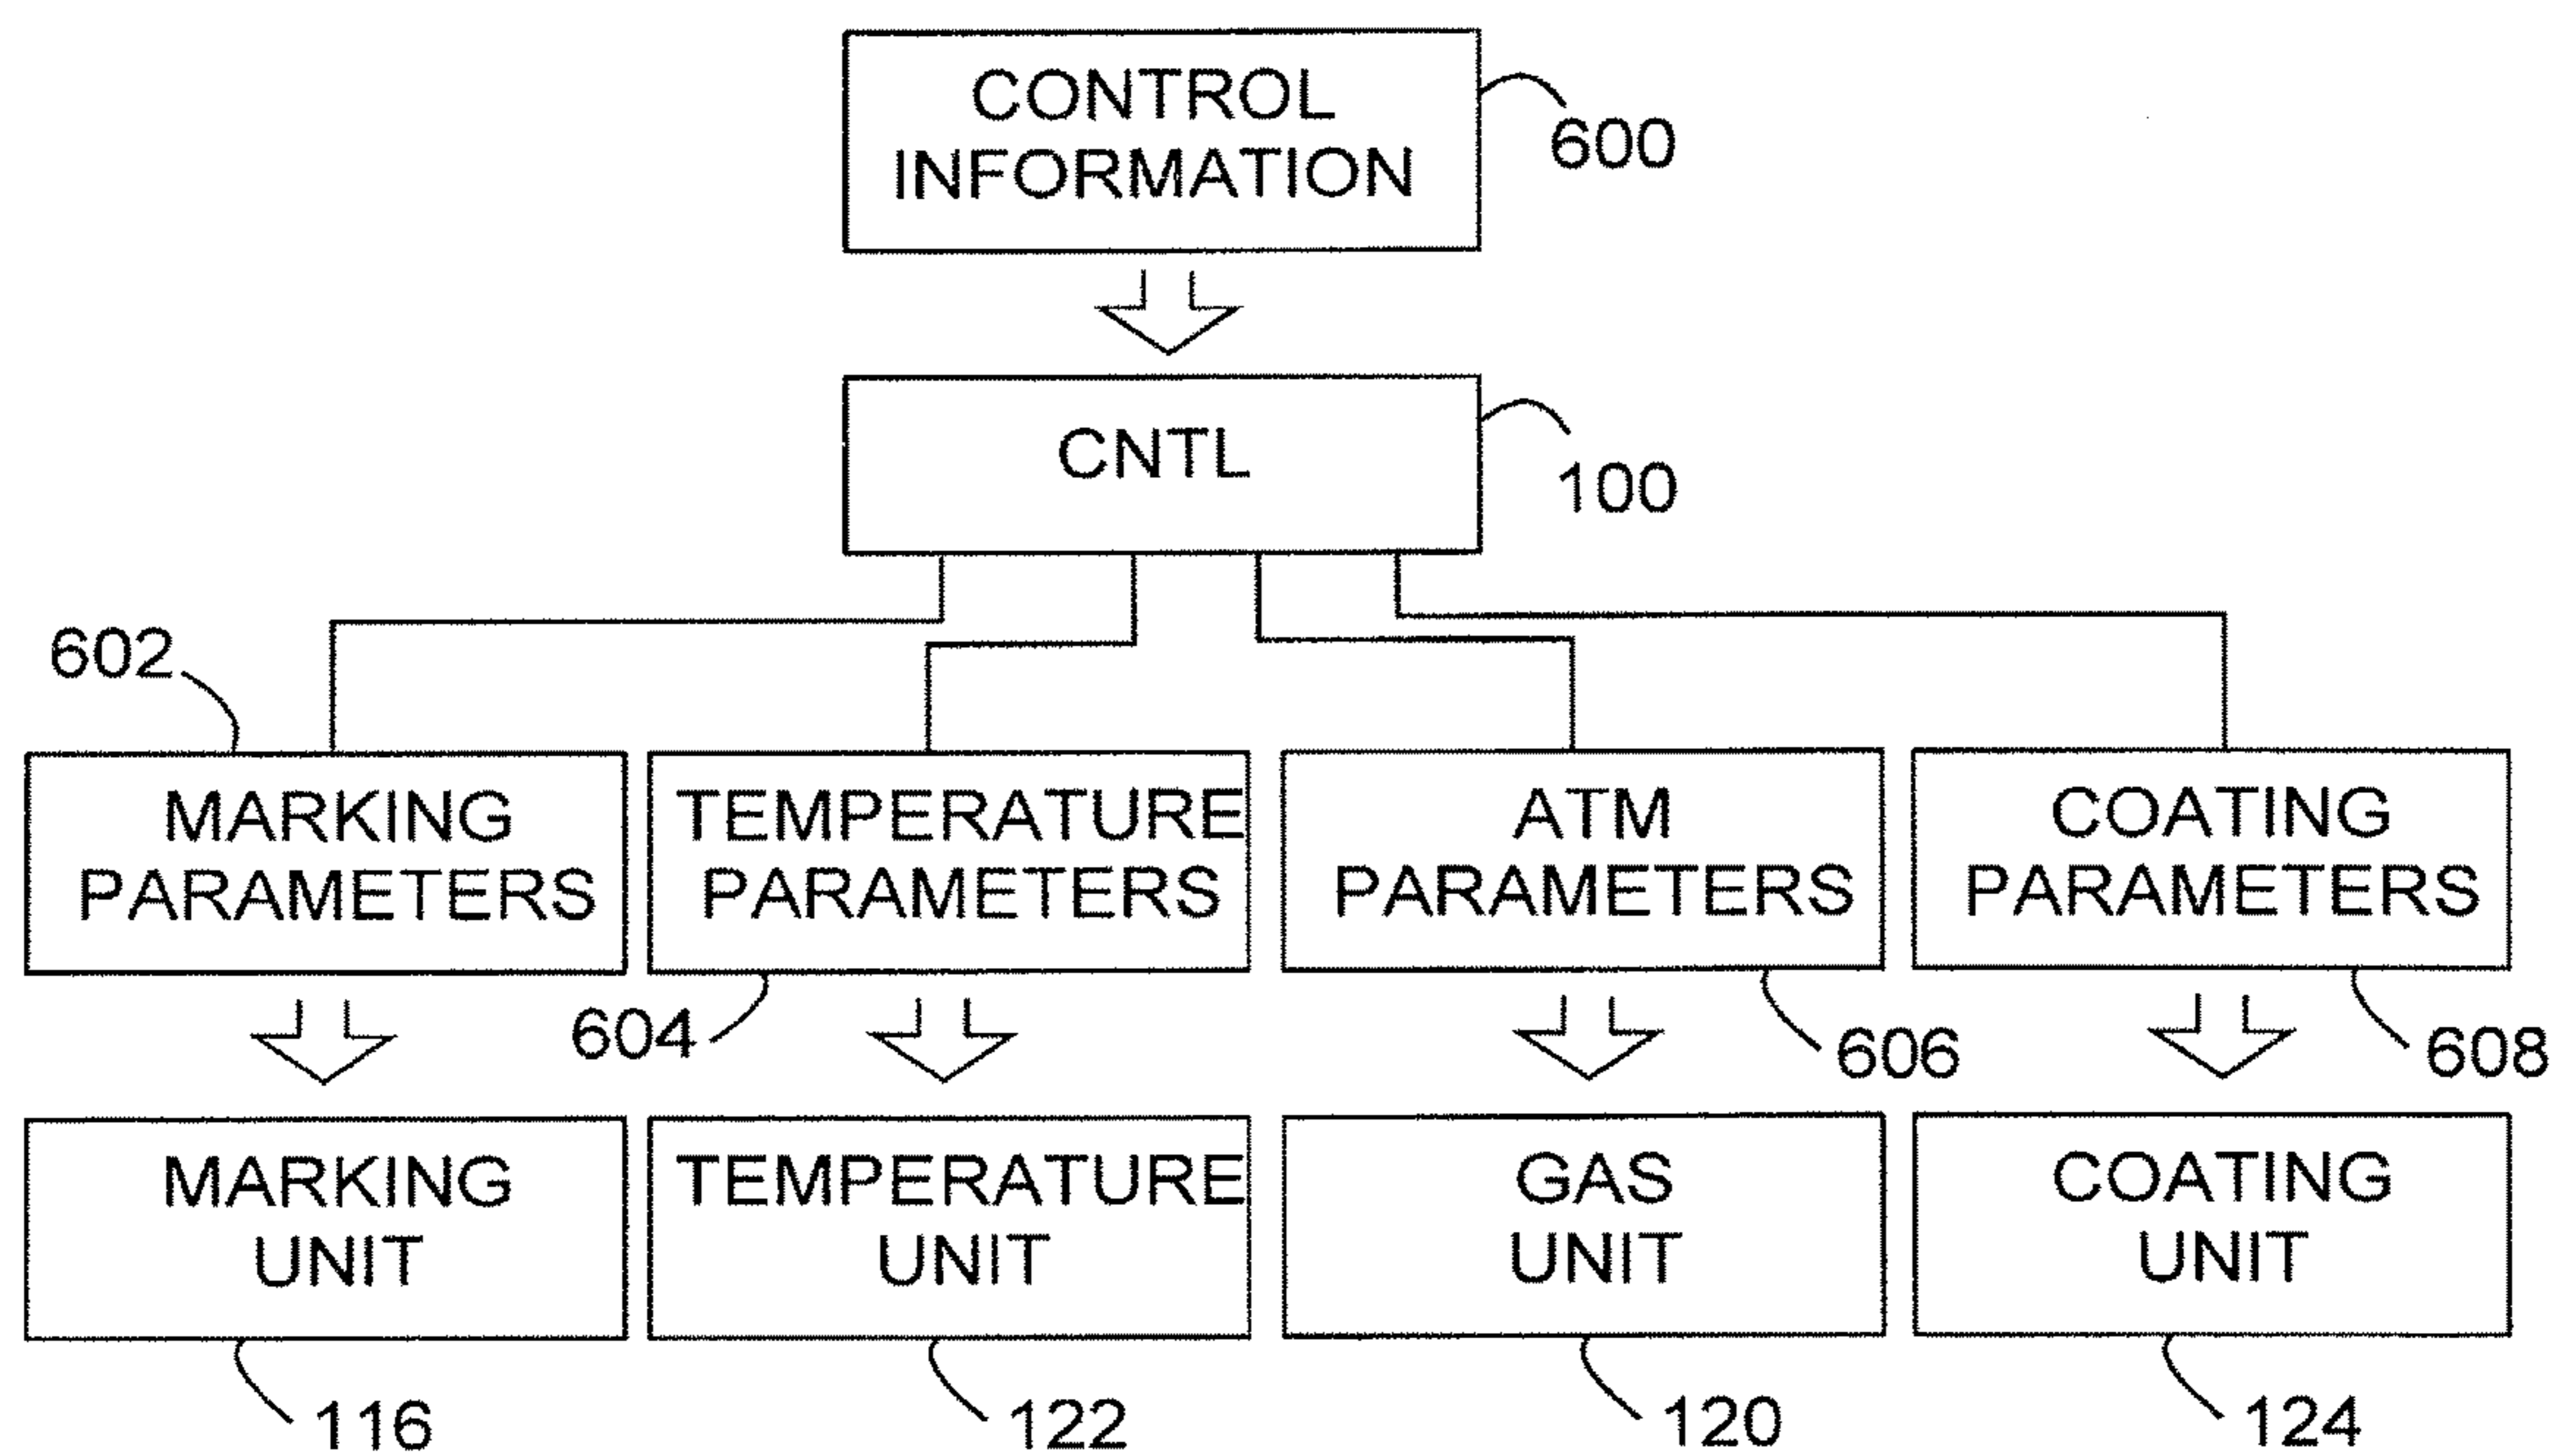 CONTROL
INFORMATION
600
CNTL
100
602
MARKING
PARAMETERS
TEMPERATURE
PARAMETERS
ATM
PARAMETERS
COATING
PARAMETERS
604
606
608
MARKING
UNIT
TEMPERATURE
UNIT
GAS
UNIT
COATING
UNIT
116
122
120
124